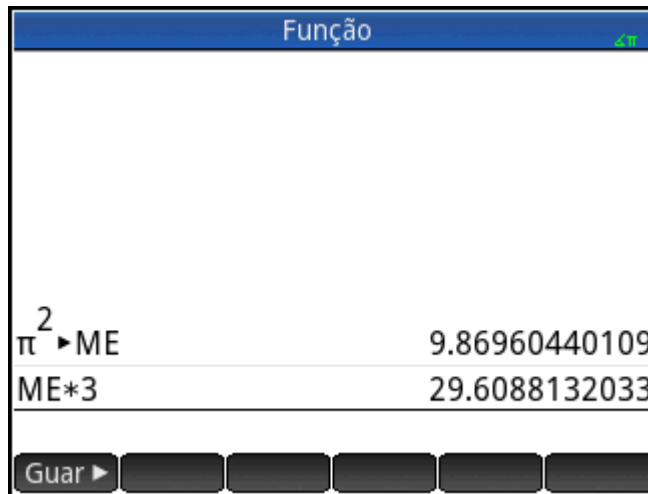 Função
∡π
π²▶ME 9.86960440109
ME*3 29.6088132033
Guar ▶